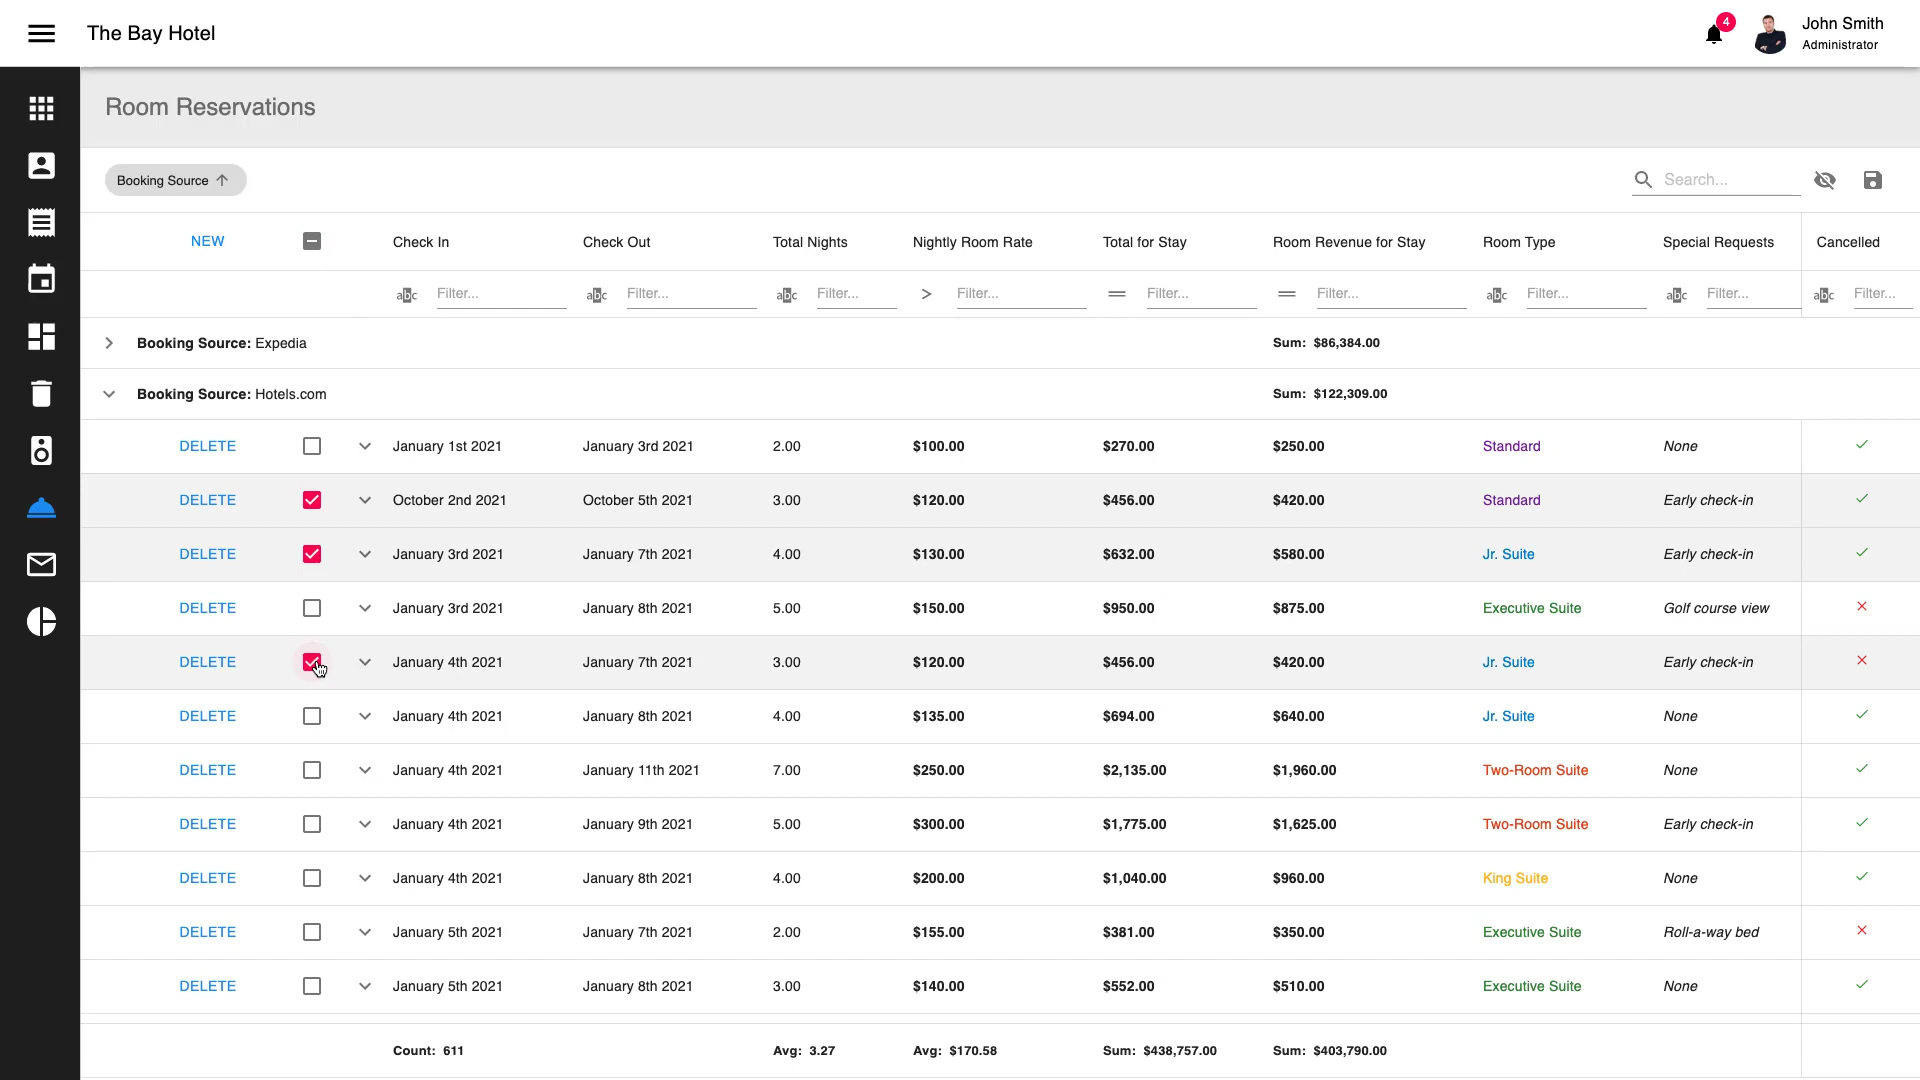 The Bay Hotel
4
John Smith
Administrator
Room Reservations
Booking Source
Search...
NEW Check In Check Out Total Nights Nightly Room Rate Total for Stay Room Revenue for Stay Room Type Special Requests Cancelled
abc Filter... abc Filter... abc Filter... > Filter... = Filter... = Filter... abc Filter... abc Filter... abc Filter...
Booking Source: Expedia Sum: $86,384.00
Booking Source: Hotels.com Sum: $122,309.00
DELETE January 1st 2021 January 3rd 2021 2.00 $100.00 $270.00 $250.00 Standard None
DELETE October 2nd 2021 October 5th 2021 3.00 $120.00 $456.00 $420.00 Standard Early check-in
DELETE January 3rd 2021 January 7th 2021 4.00 $130.00 $632.00 $580.00 Jr. Suite Early check-in
DELETE January 3rd 2021 January 8th 2021 5.00 $150.00 $950.00 $875.00 Executive Suite Golf course view
DELETE January 4th 2021 January 7th 2021 3.00 $120.00 $456.00 $420.00 Jr. Suite Early check-in
DELETE January 4th 2021 January 8th 2021 4.00 $135.00 $694.00 $640.00 Jr. Suite None
DELETE January 4th 2021 January 11th 2021 7.00 $250.00 $2,135.00 $1,960.00 Two-Room Suite None
DELETE January 4th 2021 January 9th 2021 5.00 $300.00 $1,775.00 $1,625.00 Two-Room Suite Early check-in
DELETE January 4th 2021 January 8th 2021 4.00 $200.00 $1,040.00 $960.00 King Suite None
DELETE January 5th 2021 January 7th 2021 2.00 $155.00 $381.00 $350.00 Executive Suite Roll-a-way bed
DELETE January 5th 2021 January 8th 2021 3.00 $140.00 $552.00 $510.00 Executive Suite None
Count: 611 Avg: 3.27 Avg: $170.58 Sum: $438,757.00 Sum: $403,790.00